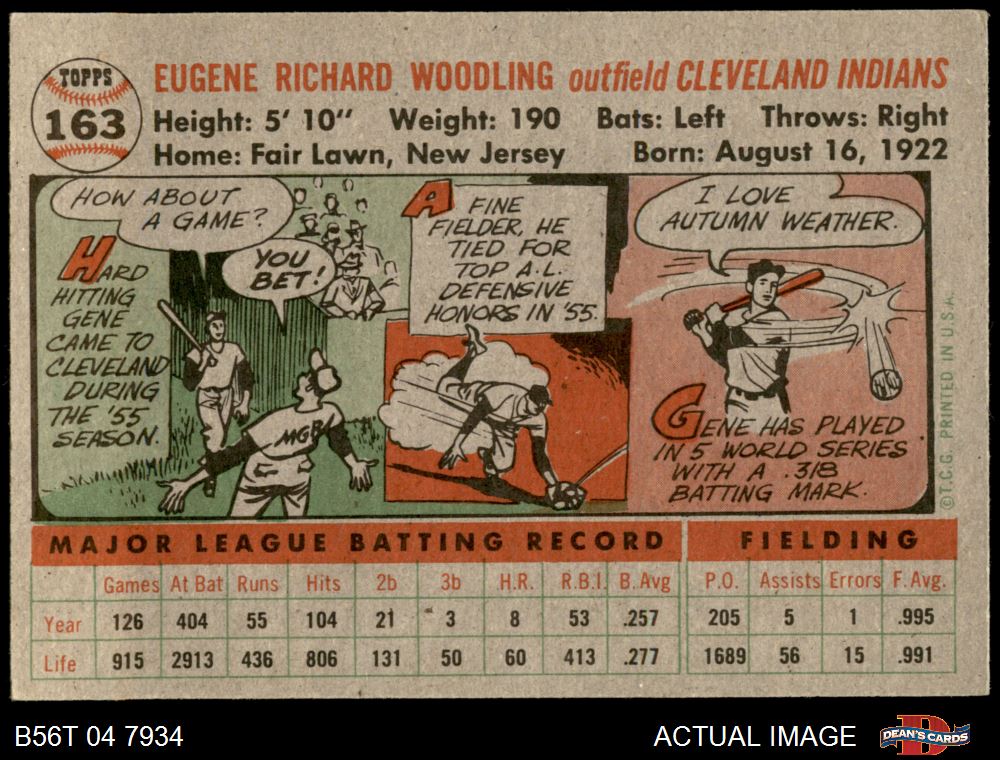 TOPPS
163
EUGENE RICHARD WOODLING outfield CLEVELAND INDIANS
Height: 5' 10" Weight: 190 Bats: Left Throws: Right
Home: Fair Lawn, New Jersey Born: August 16, 1922
HOW ABOUT
A GAME?
YOU
BET!
HARD
HITTING
GENE
CAME TO
CLEVELAND
DURING
THE '55
SEASON.
MGR.
A FINE
FIELDER, HE
TIED FOR
TOP A.L.
DEFENSIVE
HONORS IN '55.
I LOVE
AUTUMN WEATHER.
GENE HAS PLAYED
IN 5 WORLD SERIES
WITH A .318
BATTING MARK.
©T.C.G. PRINTED IN U.S.A.
MAJOR LEAGUE BATTING RECORD FIELDING
Games At Bat Runs Hits 2b 3b H.R. R.B.I. B. Avg P.O. Assists Errors F. Avg.
Year 126 404 55 104 21 3 8 53 .257 205 5 1 .995
Life 915 2913 436 806 131 50 60 413 .277 1689 56 15 .991
B56T 04 7934 ACTUAL IMAGE DEAN'S CARDS